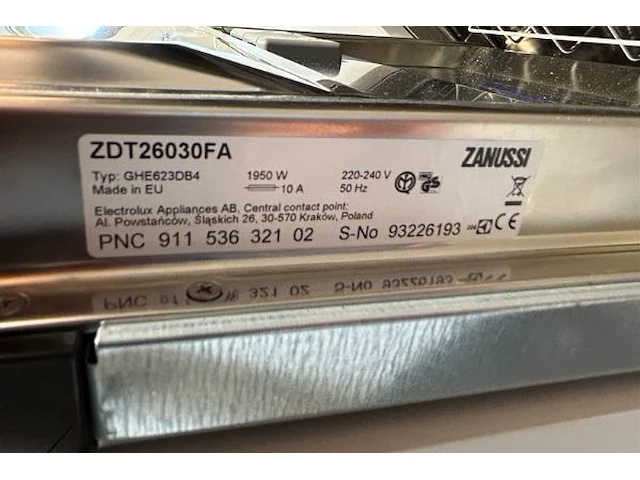 ZDT26030FA
ZANUSSI
Typ: GHE623DB4 1950 W 220-240 V
Made in EU 10 A 50 Hz
Electrolux Appliances AB, Central contact point:
Al. Powstańców, Śląskich 26, 30-570 Kraków, Poland
PNC 911 536 321 02 S-No 93226193 CE